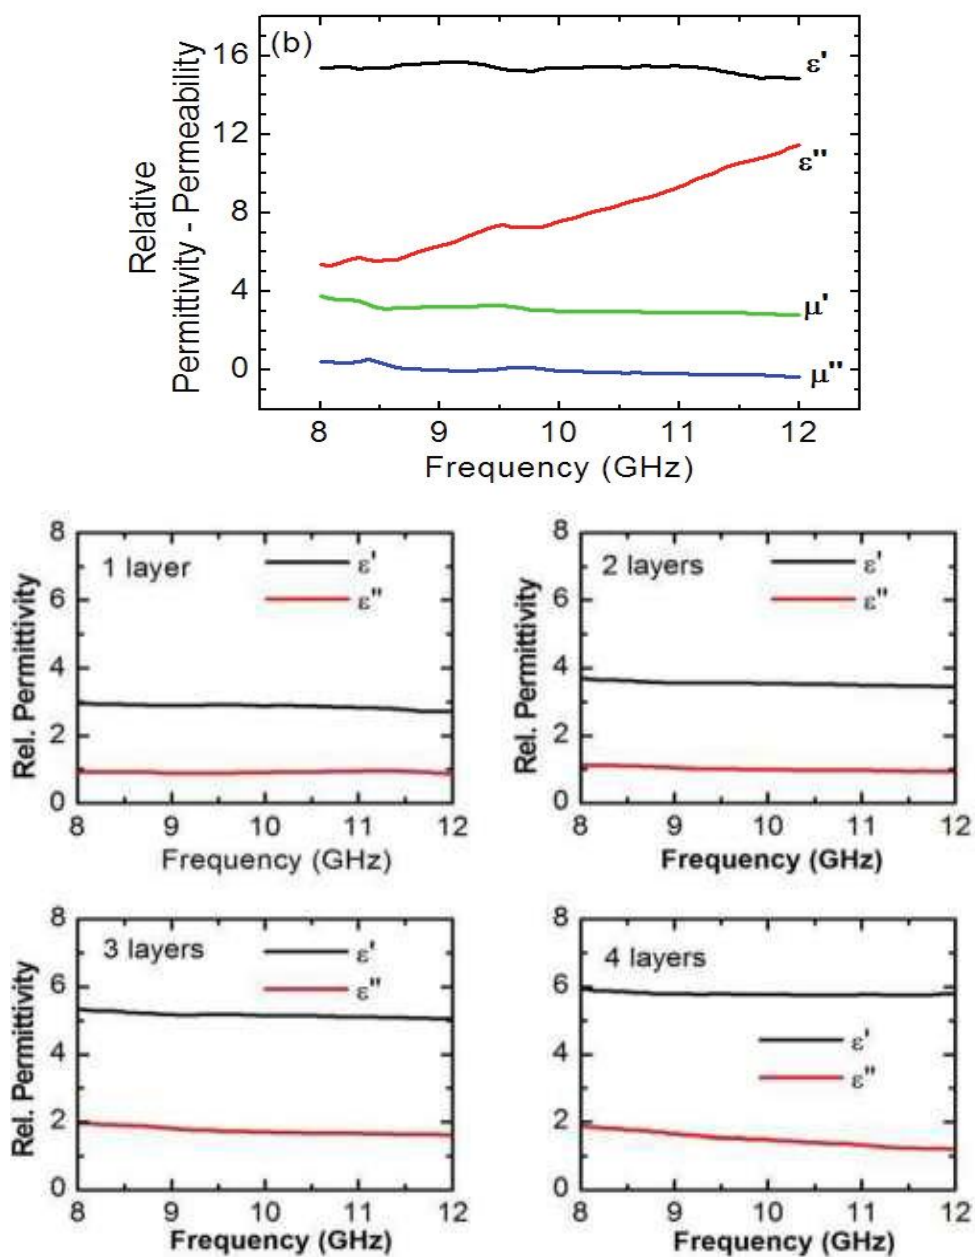 (b)
Relative
Permittivity - Permeability
16
12
8
4
0
ε'
ε"
μ'
μ"
8 9 10 11 12
Frequency (GHz)
Rel. Permittivity
8
6
4
2
0
1 layer
ε'
ε"
8 9 10 11 12
Frequency (GHz)
Rel. Permittivity
8
6
4
2
0
2 layers
ε'
ε"
8 9 10 11 12
Frequency (GHz)
Rel. Permittivity
8
6
4
2
0
3 layers
ε'
ε"
8 9 10 11 12
Frequency (GHz)
Rel. Permittivity
8
6
4
2
0
4 layers
ε'
ε"
8 9 10 11 12
Frequency (GHz)